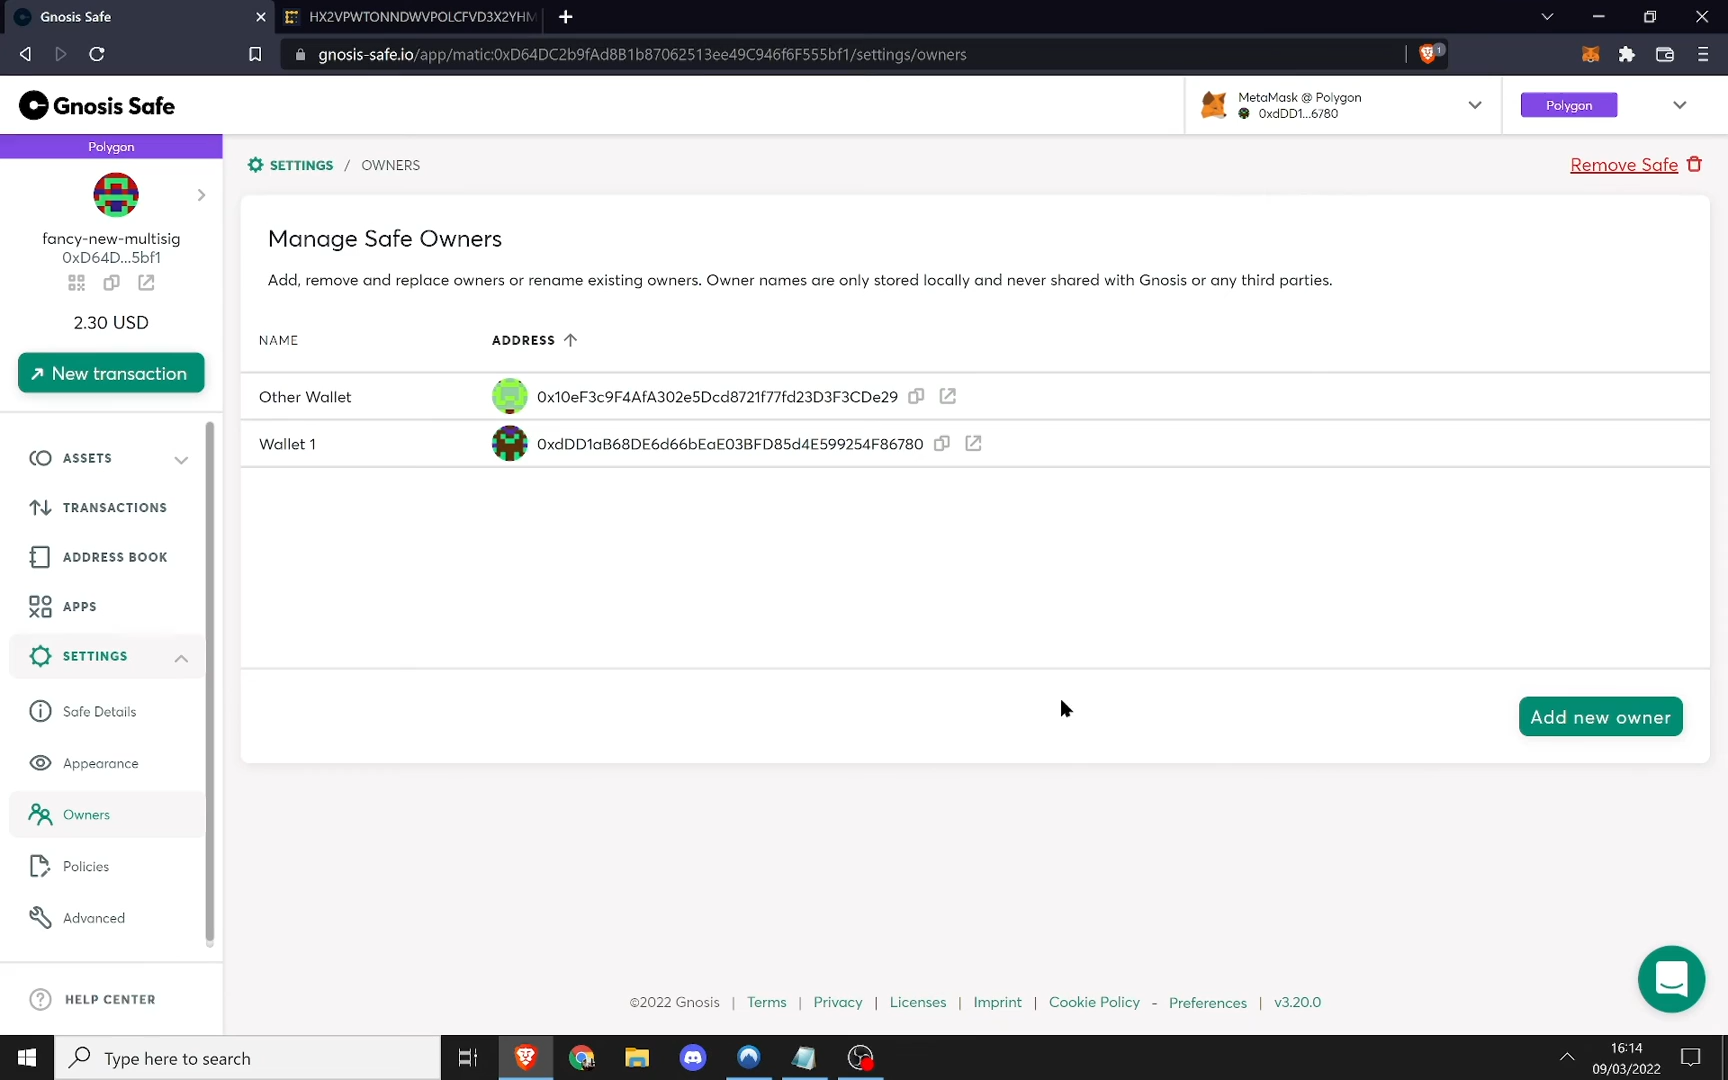 Gnosis Safe
HX2VPWTONNDWVPOLCFVD3X2YHM
gnosis-safe.io/app/matic:0xD64DC2b9fAd8B1b87062513ee49C946f6F555bf1/settings/owners
1
Gnosis Safe
MetaMask @ Polygon
0xdDD1...6780
Polygon
Polygon
fancy-new-multisig
0xD64D...5bf1
2.30 USD
New transaction
ASSETS
TRANSACTIONS
ADDRESS BOOK
APPS
SETTINGS
Safe Details
Appearance
Owners
Policies
Advanced
HELP CENTER
SETTINGS / OWNERS
Remove Safe
Manage Safe Owners
Add, remove and replace owners or rename existing owners. Owner names are only stored locally and never shared with Gnosis or any third parties.
NAME ADDRESS
Other Wallet 0x10eF3c9F4AfA302e5Dcd8721f77fd23D3F3CDe29
Wallet 1 0xdDD1aB68DE6d66bEaE03BFD85d4E599254F86780
Add new owner
©2022 Gnosis | Terms | Privacy | Licenses | Imprint | Cookie Policy - Preferences | v3.20.0
Type here to search
16:14
09/03/2022